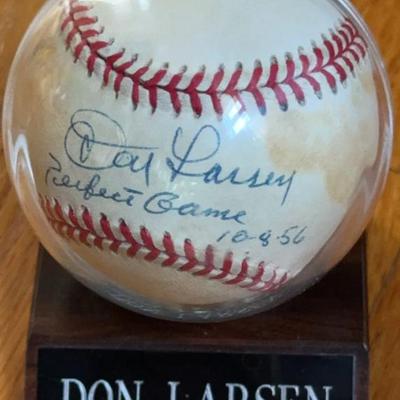 Don Larsen
Perfect Game
10-8-56
DON LARSEN